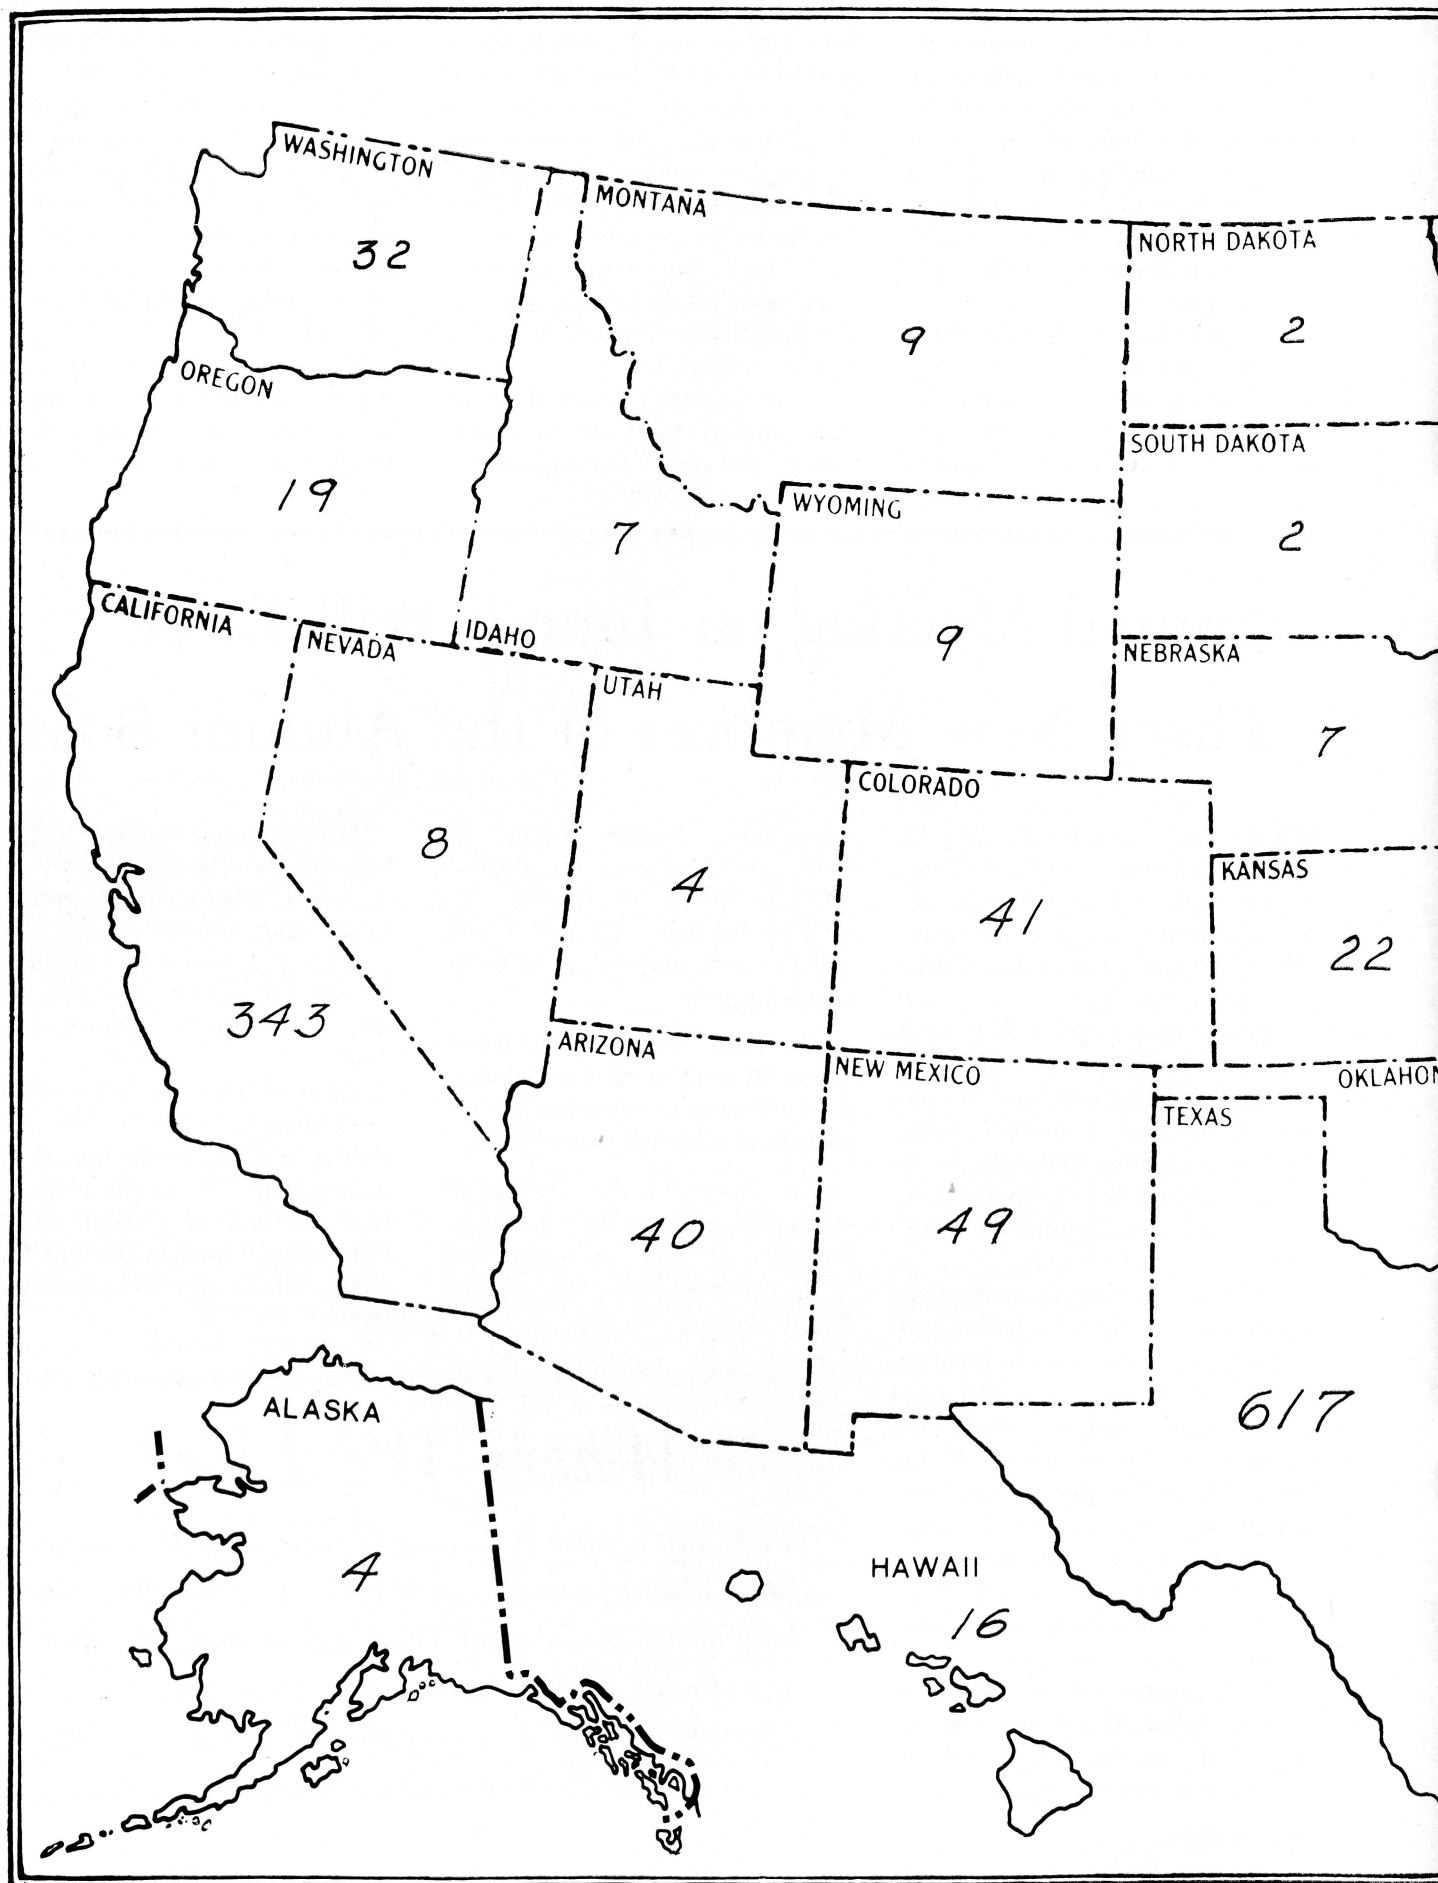 WASHINGTON
32
MONTANA
9
NORTH DAKOTA
2
OREGON
19
SOUTH DAKOTA
2
IDAHO
7
WYOMING
9
CALIFORNIA
343
NEVADA
8
UTAH
4
NEBRASKA
7
COLORADO
41
KANSAS
22
ARIZONA
40
NEW MEXICO
49
OKLAHOM
TEXAS
617
ALASKA
4
HAWAII
16